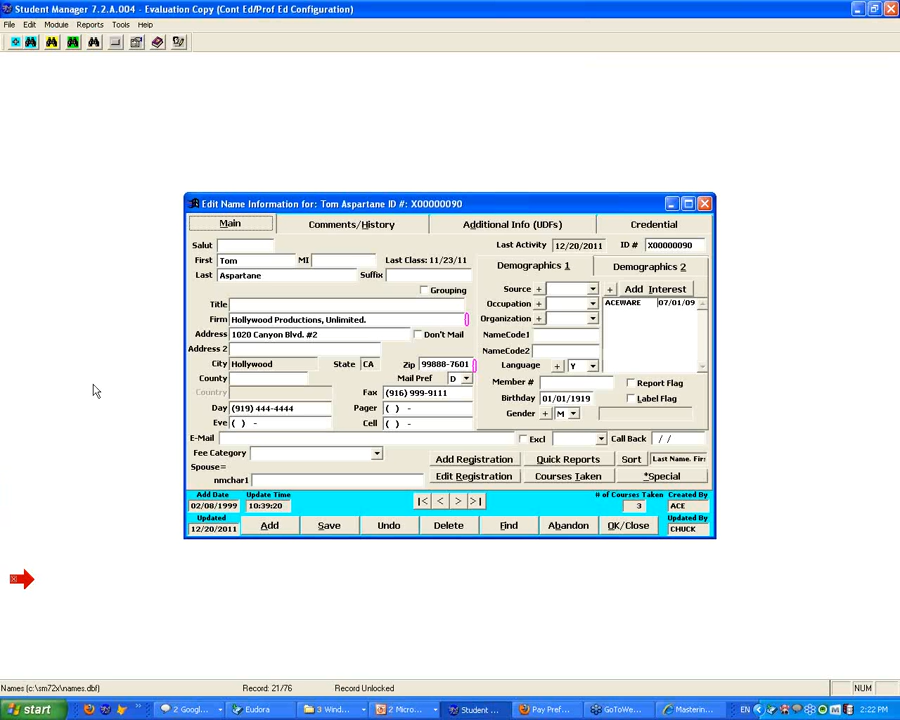 Student Manager 7.2.A.004 - Evaluation Copy (Cont Ed/Prof Ed Configuration)
File Edit Module Reports Tools Help
Edit Name Information for: Tom Aspartane ID #: X00000090
Main Comments/History Additional Info (UDFs) Credential
Salut Last Activity 12/20/2011 ID # X00000090
First Tom MI Last Class: 11/23/11 Demographics 1 Demographics 2
Last Aspartane Suffix
Grouping Source + + Add Interest
Title Occupation + ACEWARE 07/01/09
Firm Hollywood Productions, Unlimited. Organization +
Address 1020 Canyon Blvd. #2 Don't Mail NameCode1
Address 2 NameCode2
City Hollywood State CA Zip 99888-7601 Language + Y
County Mail Pref D Member # Report Flag
Country Fax (916) 999-9111 Birthday 01/01/1919 Label Flag
Day (919) 444-4444 Pager ( ) - Gender + M
Eve ( ) - Cell ( ) -
E-Mail Excl Call Back / /
Fee Category Add Registration Quick Reports Sort Last Name, Firs
Spouse=
nmchar1 Edit Registration Courses Taken *Special
Add Date Update Time |< < > >| # of Courses Taken Created By
02/08/1999 10:39:20 3 ACE
Updated Add Save Undo Delete Find Abandon OK/Close Updated By
12/20/2011 CHUCK
Names (c:\sm72x\names.dbf) Record: 21/76 Record Unlocked NUM
start 2 Googl... Eudora 3 Wind... 2 Micro... Student ... Pay Pref... GoToWe... Masterin... EN 2:22 PM